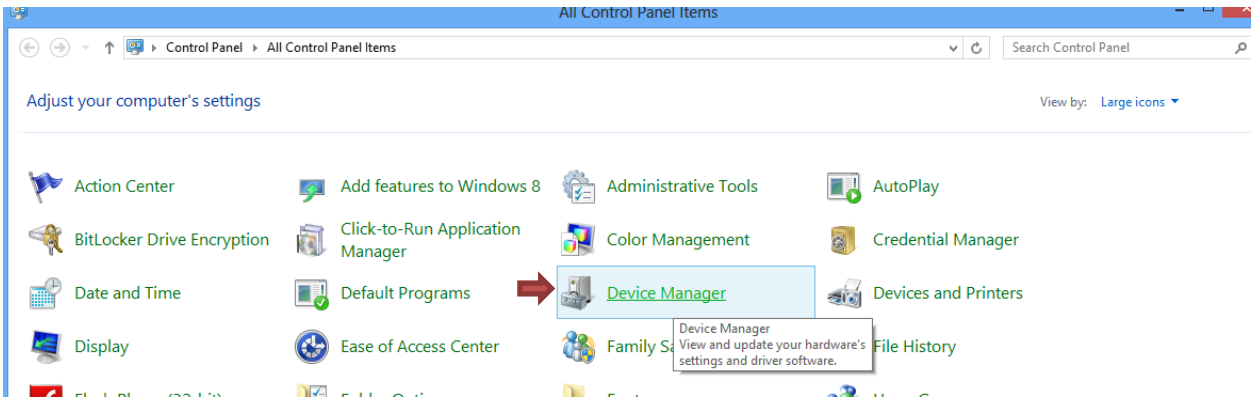 All Control Panel Items
Control Panel All Control Panel Items
Search Control Panel
Adjust your computer's settings
View by: Large icons
Action Center
Add features to Windows 8
Administrative Tools
AutoPlay
BitLocker Drive Encryption
Click-to-Run Application
Manager
Color Management
Credential Manager
Date and Time
Default Programs
Device Manager
Devices and Printers
Device Manager
View and update your hardware's
settings and driver software.
Display
Ease of Access Center
Family Sa
File History